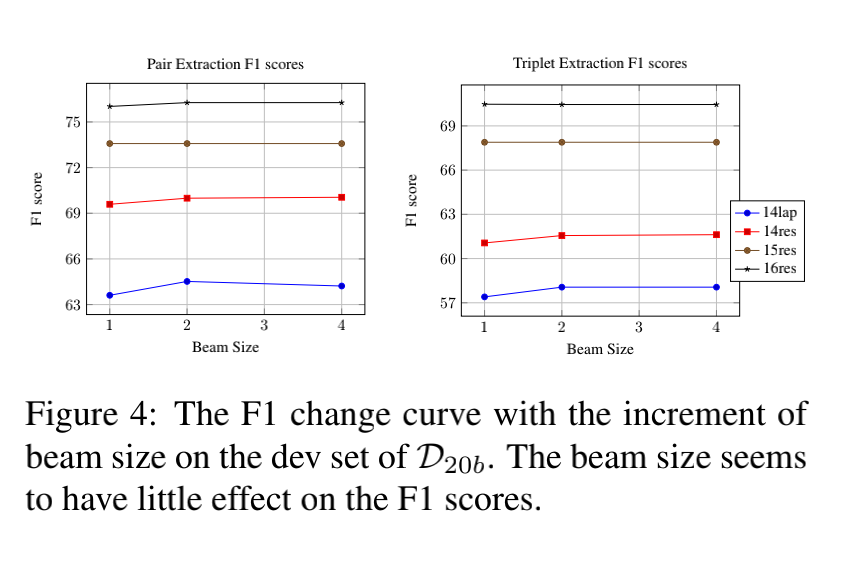 Pair Extraction F1 scores
75
72
69
66
63
F1 score
1 2 3 4
Beam Size
Triplet Extraction F1 scores
69
66
63
60
57
F1 score
1 2 3 4
Beam Size
14lap
14res
15res
16res
Figure 4: The F1 change curve with the increment of
beam size on the dev set of 𝒟20b. The beam size seems
to have little effect on the F1 scores.